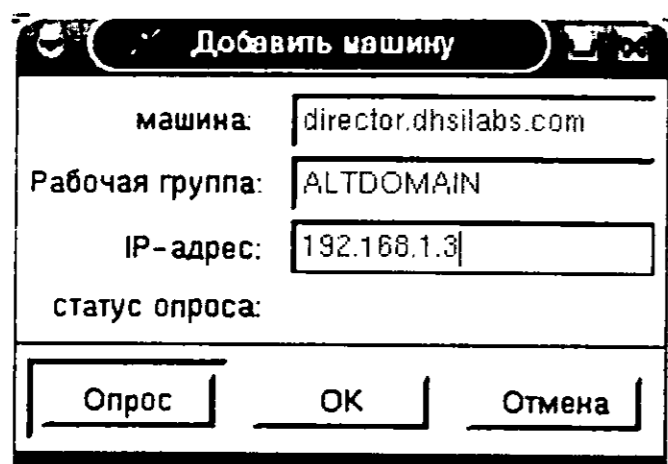 Добавить машину
машина: director.dhsilabs.com
Рабочая группа: ALTDOMAIN
IP-адрес: 192.168.1.3
статус опроса:
Опрос OK Отмена